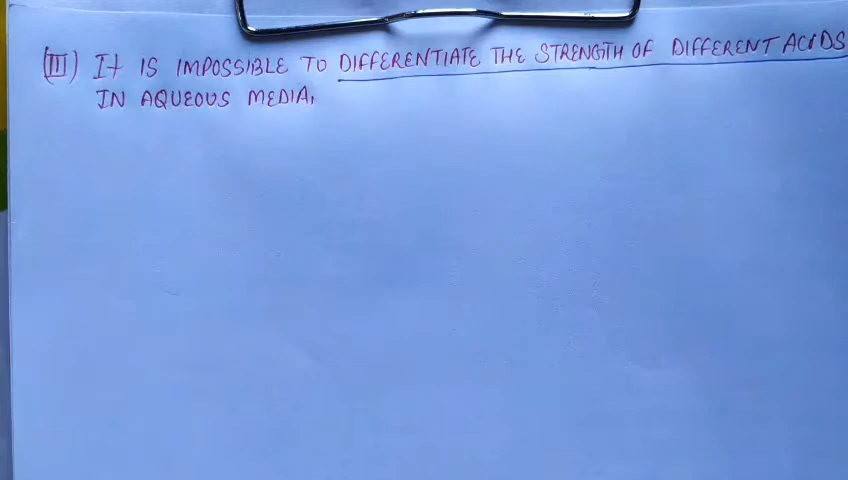 (III) It IS IMPOSSIBLE TO DIFFERENTIATE THE STRENGTH OF DIFFERENT ACIDS
IN AQUEOUS MEDIA,